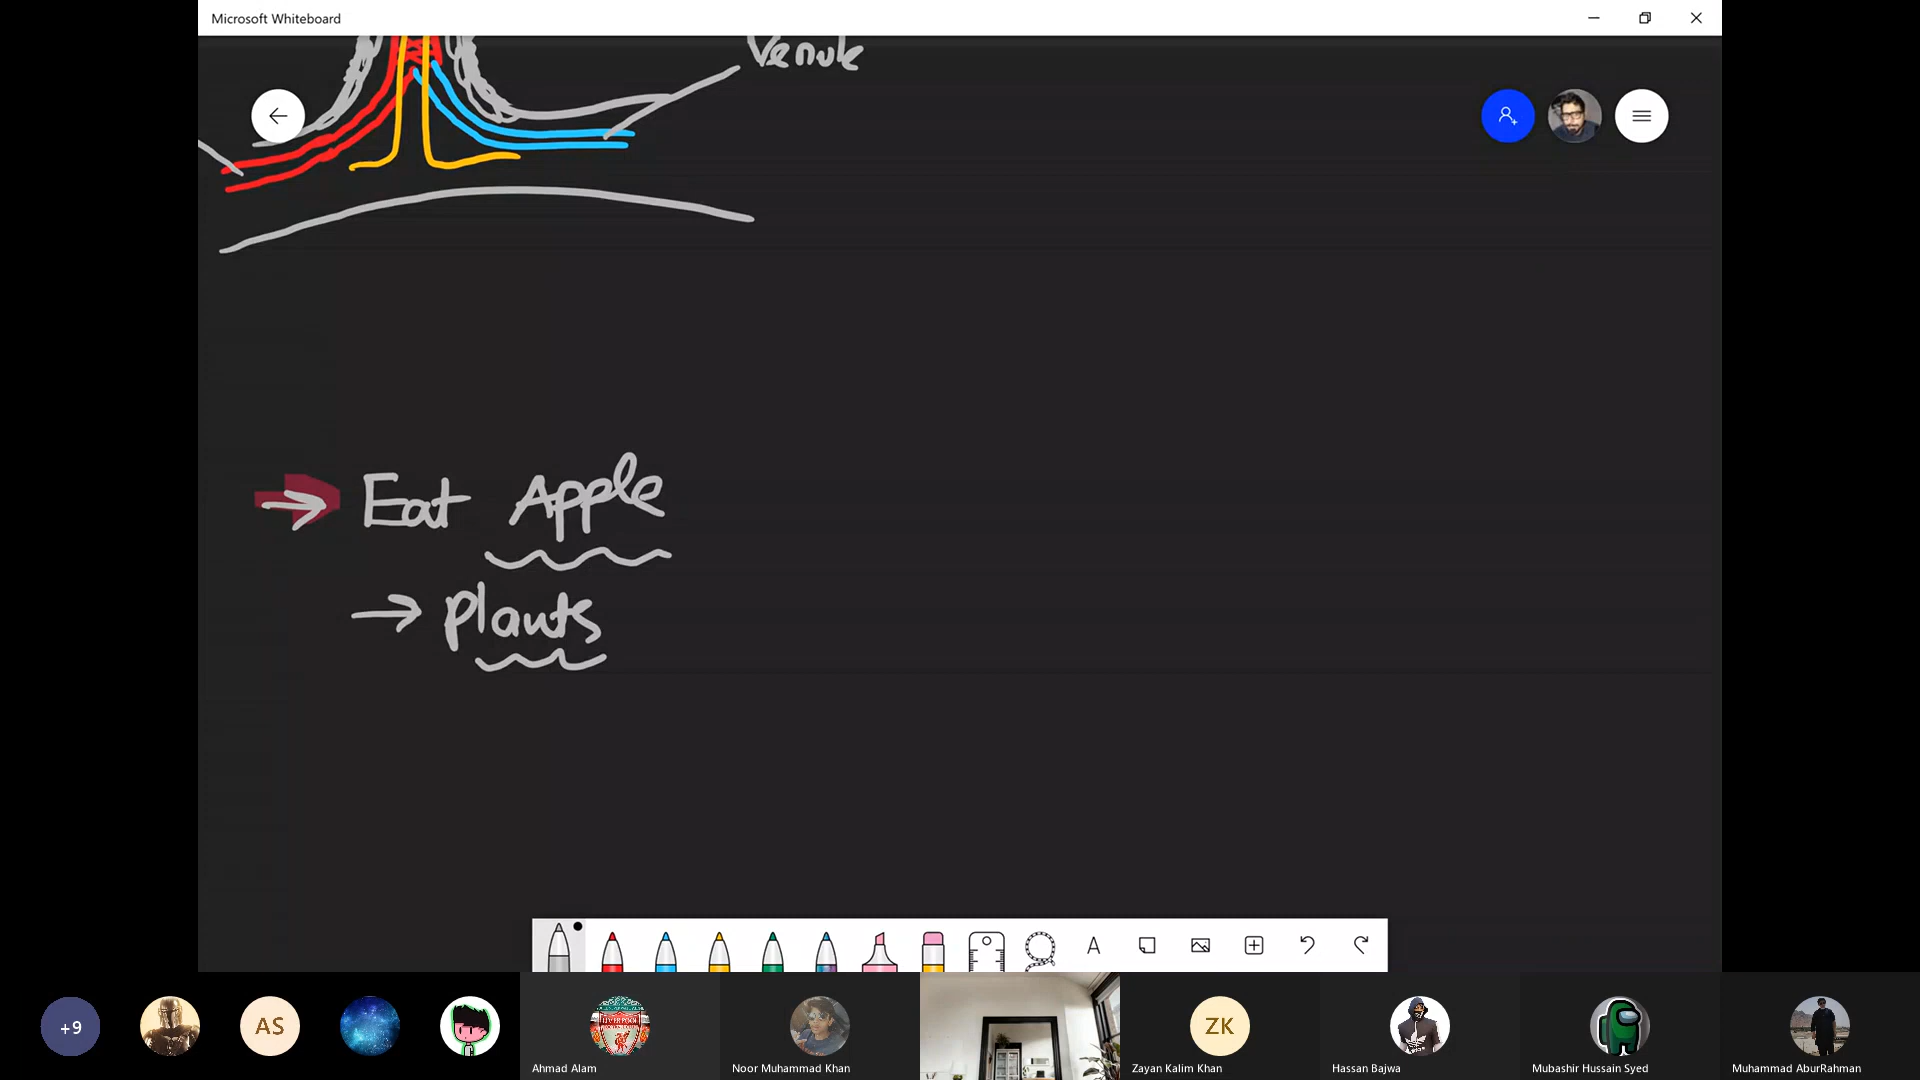 Microsoft Whiteboard
Venule
→ Eat Apple
→ plants
A
+9
AS
ZK
Ahmad Alam
Noor Muhammad Khan
Zayan Kalim Khan
Hassan Bajwa
Mubashir Hussain Syed
Muhammad AburRahman